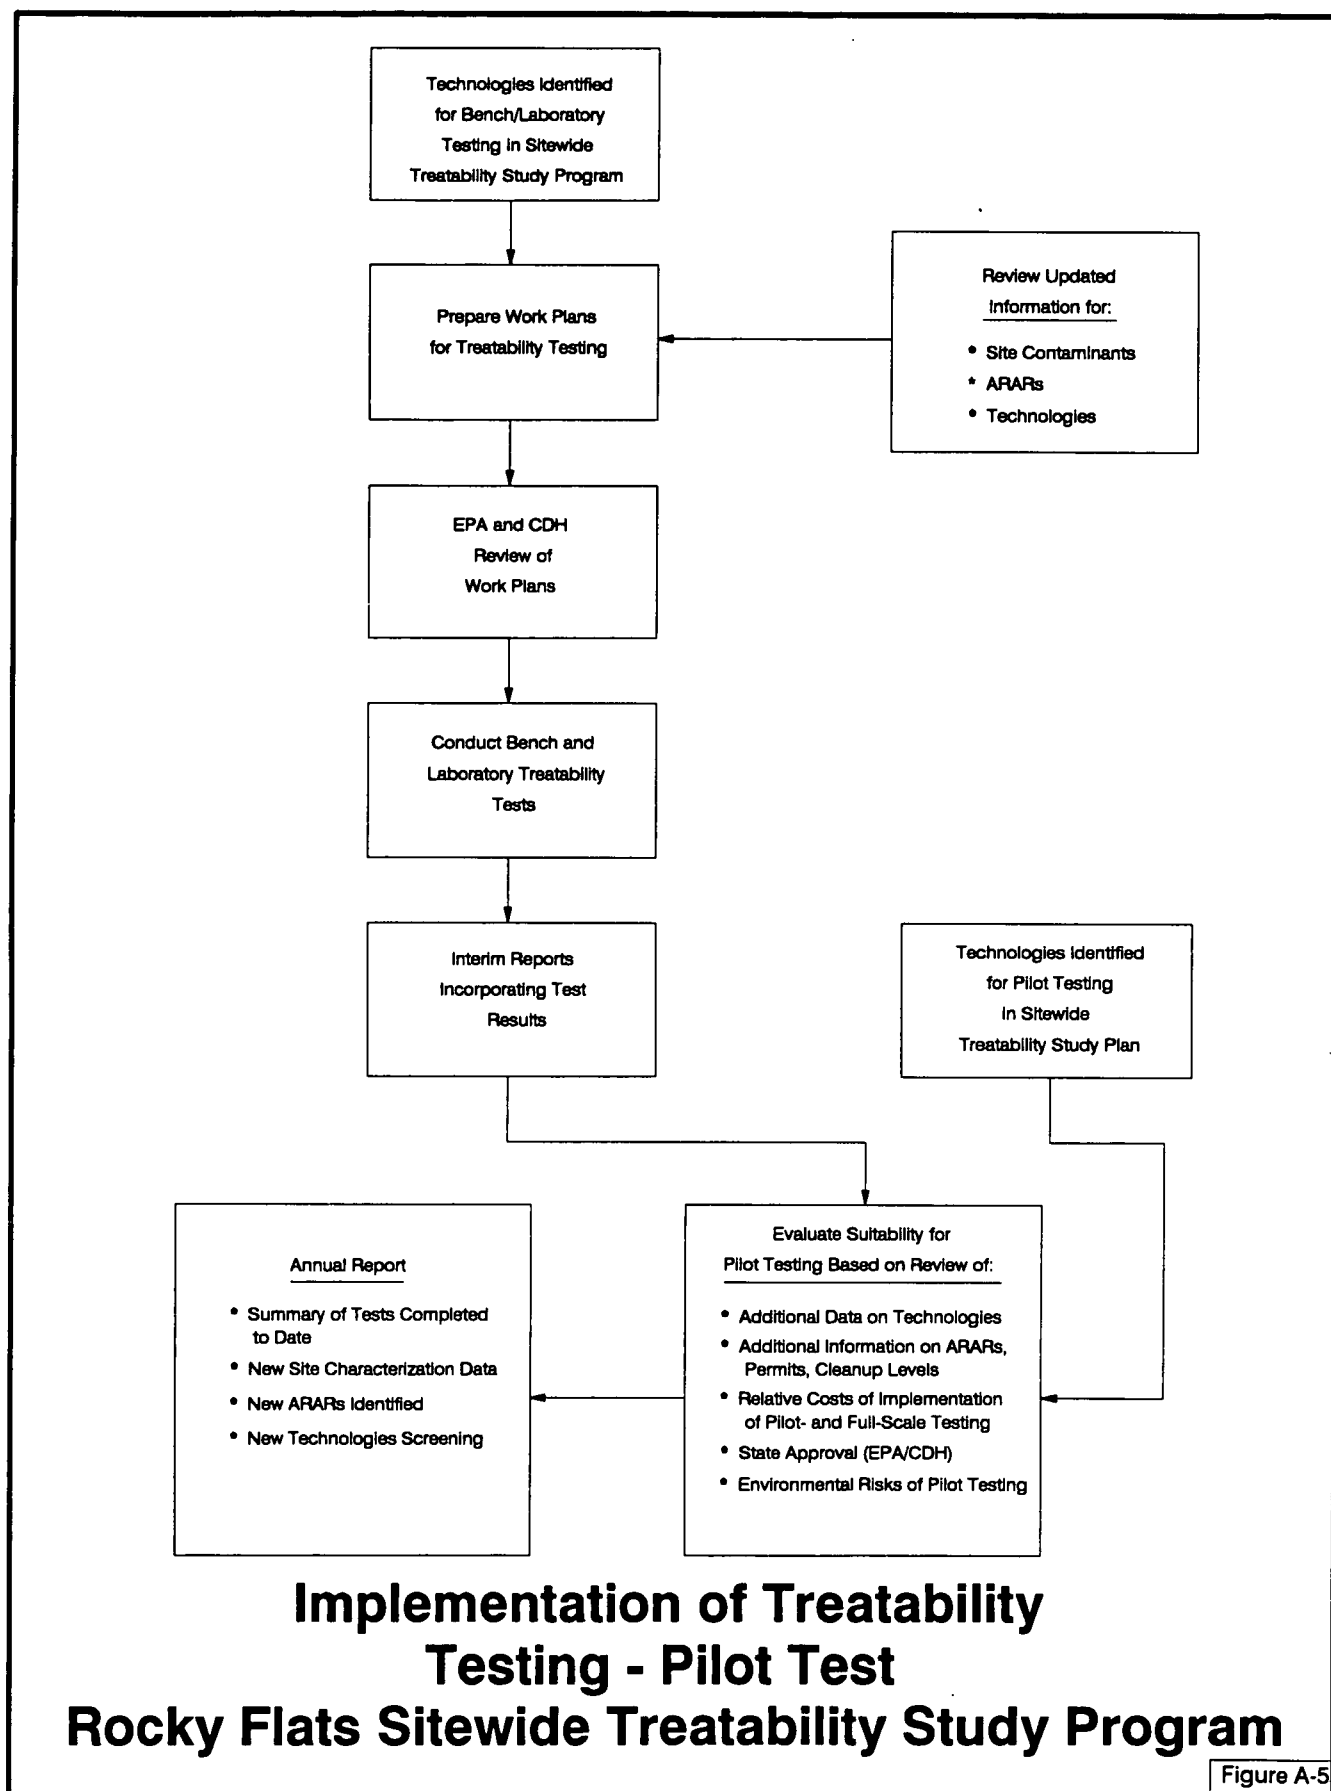 Technologies Identified
for Bench/Laboratory
Testing in Sitewide
Treatability Study Program
Review Updated
Information for:
• Site Contaminants
* ARARs
• Technologies
Prepare Work Plans
for Treatability Testing
EPA and CDH
Review of
Work Plans
Conduct Bench and
Laboratory Treatability
Tests
Interim Reports
Incorporating Test
Results
Technologies Identified
for Pilot Testing
in Sitewide
Treatability Study Plan
Annual Report
• Summary of Tests Completed
to Date
• New Site Characterization Data
• New ARARs Identified
• New Technologies Screening
Evaluate Suitability for
Pilot Testing Based on Review of:
• Additional Data on Technologies
• Additional Information on ARARs,
Permits, Cleanup Levels
• Relative Costs of Implementation
of Pilot- and Full-Scale Testing
• State Approval (EPA/CDH)
• Environmental Risks of Pilot Testing
Implementation of Treatability
Testing - Pilot Test
Rocky Flats Sitewide Treatability Study Program
Figure A-5